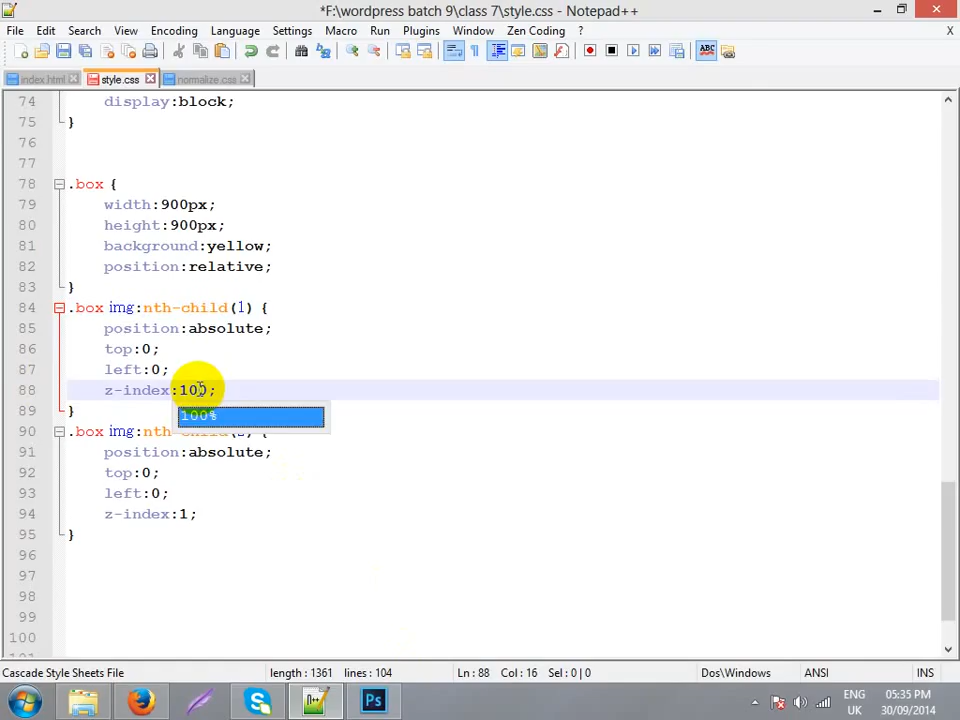 *F:\wordpress batch 9\class 7\style.css - Notepad++
File Edit Search View Encoding Language Settings Macro Run Plugins Window Zen Coding ? X
index.html style.css normalize.css
74 display:block;
75 }
76
77
78 .box {
79 width:900px;
80 height:900px;
81 background:yellow;
82 position:relative;
83 }
84 .box img:nth-child(1) {
85 position:absolute;
86 top:0;
87 left:0;
88 z-index:100;
89 }
100%
90 .box img:nth-child(2) {
91 position:absolute;
92 top:0;
93 left:0;
94 z-index:1;
95 }
96
97
98
99
100
Cascade Style Sheets File length : 1361 lines : 104 Ln : 88 Col : 16 Sel : 0 | 0 Dos\Windows ANSI INS
ENG 05:35 PM
UK 30/09/2014